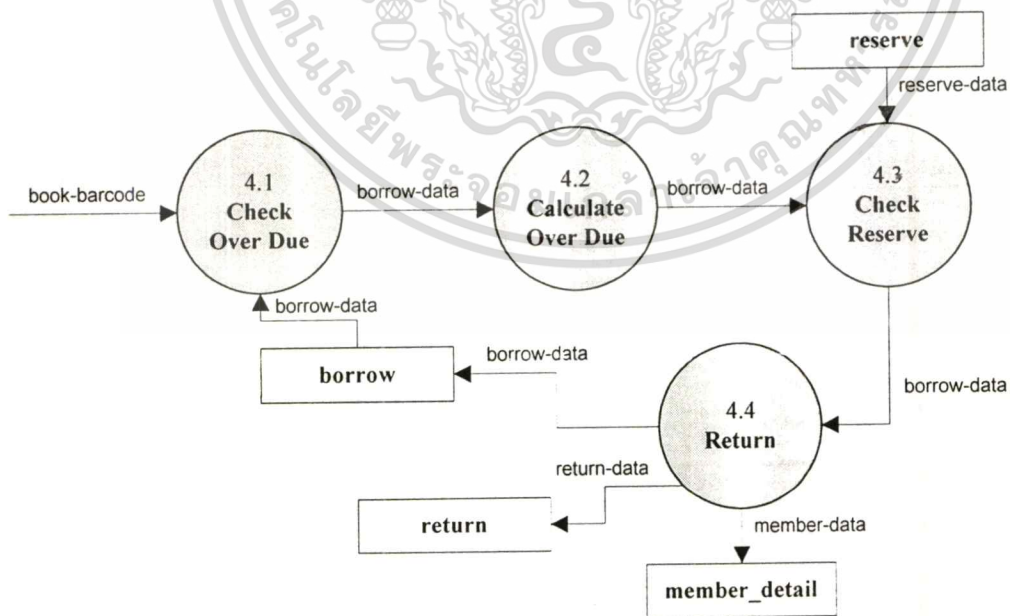 reserve
reserve-data
book-barcode
4.1
Check
Over Due
borrow-data
4.2
Calculate
Over Due
borrow-data
4.3
Check
Reserve
borrow-data
borrow
borrow-data
borrow-data
4.4
Return
return-data
return
member-data
member_detail